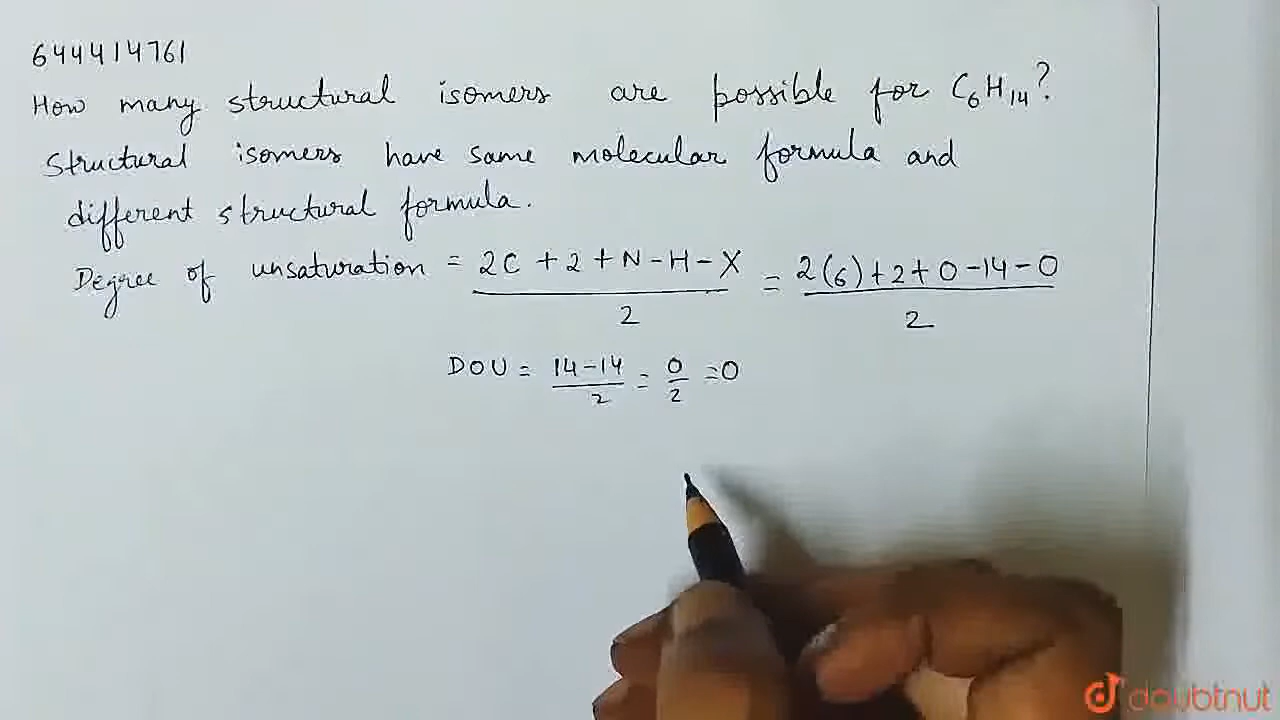 644414761
How many structural isomers are possible for C₆H₁₄?
Structural isomers have same molecular formula and
different structural formula.
Degree of unsaturation = 2C + 2 + N - H - X / 2 = 2(6) + 2 + 0 - 14 - 0 / 2
DOU = 14 - 14 / 2 = 0 / 2 = 0
doubtnut